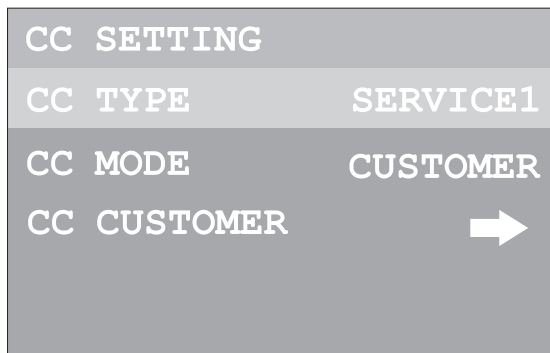 CC SETTING
CC TYPE SERVICE1
CC MODE CUSTOMER
CC CUSTOMER